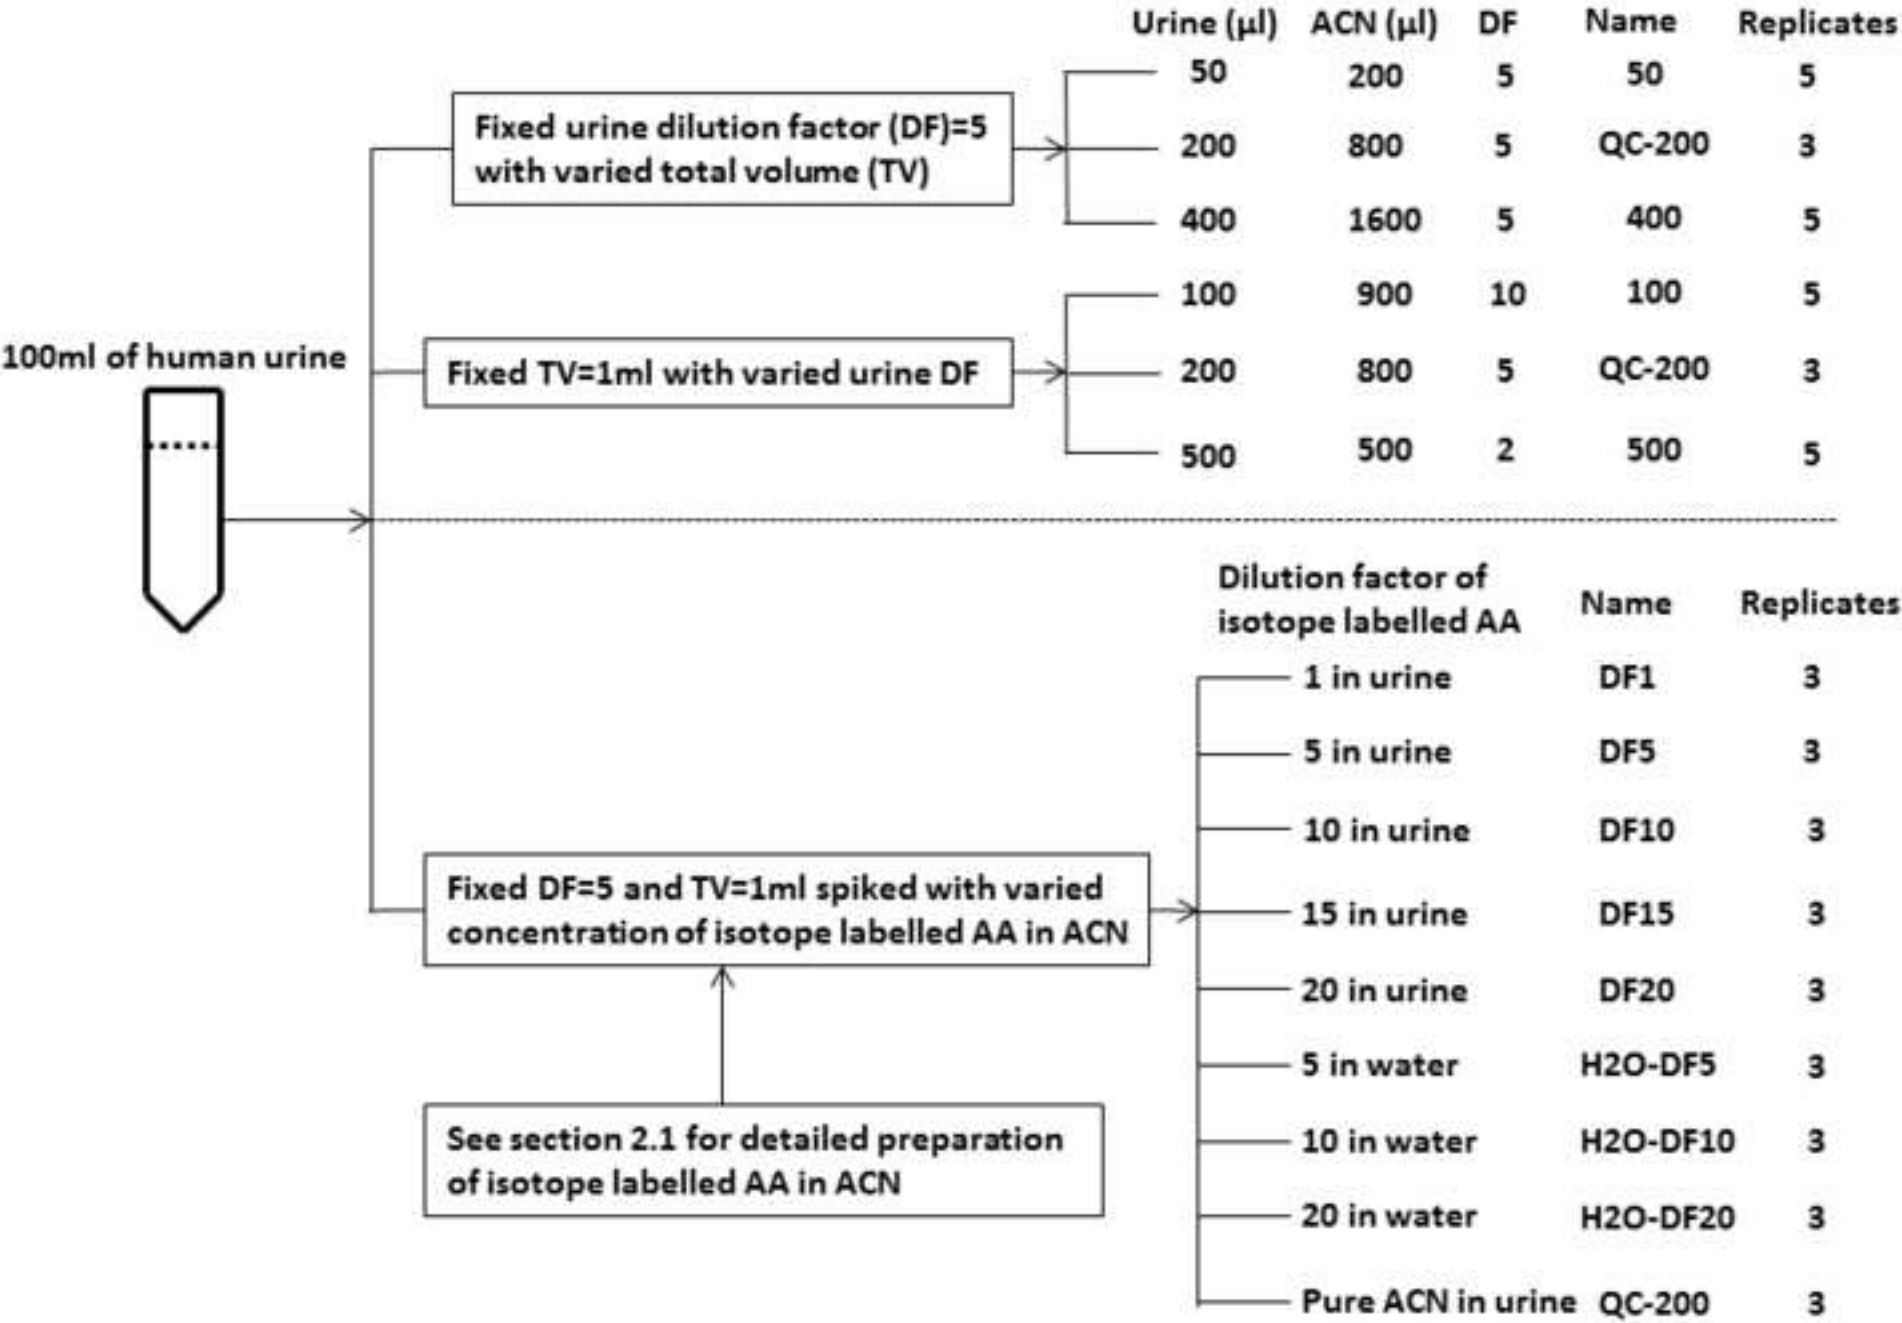 Urine (µl) ACN (µl) DF Name Replicates
50 200 5 50 5
Fixed urine dilution factor (DF)=5
with varied total volume (TV)
200 800 5 QC-200 3
400 1600 5 400 5
100 900 10 100 5
100ml of human urine
Fixed TV=1ml with varied urine DF
200 800 5 QC-200 3
500 500 2 500 5
Dilution factor of
isotope labelled AA
Name Replicates
1 in urine DF1 3
5 in urine DF5 3
10 in urine DF10 3
Fixed DF=5 and TV=1ml spiked with varied
concentration of isotope labelled AA in ACN
15 in urine DF15 3
20 in urine DF20 3
5 in water H2O-DF5 3
See section 2.1 for detailed preparation
of isotope labelled AA in ACN
10 in water H2O-DF10 3
20 in water H2O-DF20 3
Pure ACN in urine QC-200 3